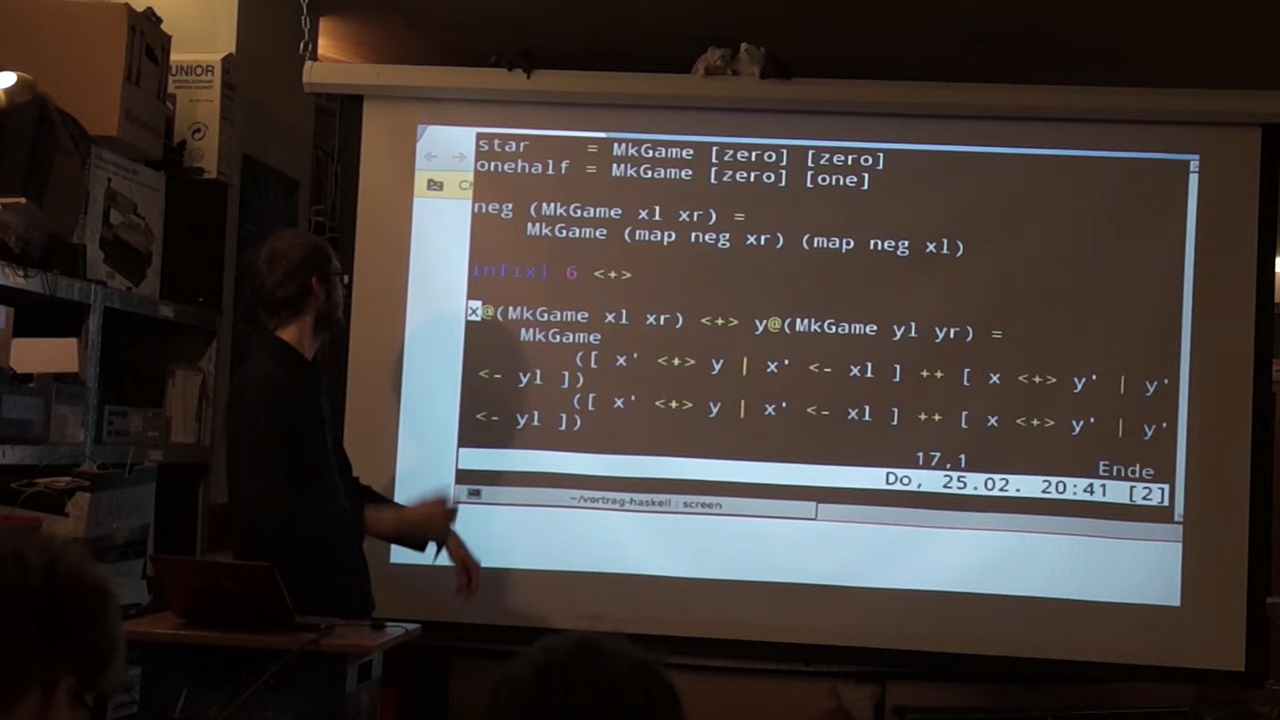 UNIOR
star     = MkGame [zero] [zero]
onehalf = MkGame [zero] [one]
neg (MkGame xl xr) =
    MkGame (map neg xr) (map neg xl)
infixl 6 <+>
x@(MkGame xl xr) <+> y@(MkGame yl yr) =
    MkGame
        ([ x' <+> y | x' <- xl ] ++ [ x <+> y' | y'
<- yl ])
        ([ x' <+> y | x' <- xl ] ++ [ x <+> y' | y'
<- yl ])
17,1 Ende
Do, 25.02. 20:41 [2]
~/vortrag-haskell : screen